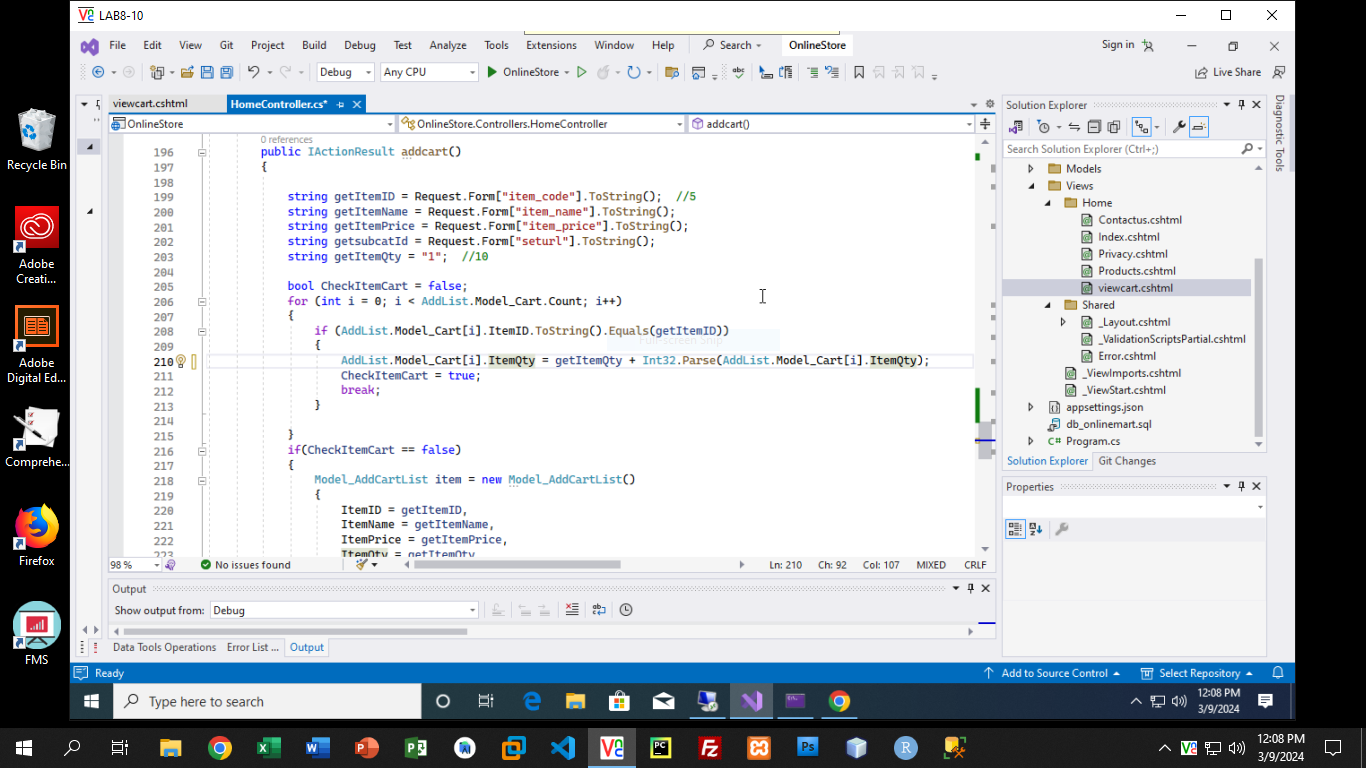 LAB8-10
File Edit View Git Project Build Debug Test Analyze Tools Extensions Window Help Search OnlineStore Sign in
Debug Any CPU OnlineStore Live Share
viewcart.cshtml HomeController.cs*
OnlineStore OnlineStore.Controllers.HomeController addcart()
0 references
196 public IActionResult addcart()
197 {
198
199 string getItemID = Request.Form["item_code"].ToString(); //5
200 string getItemName = Request.Form["item_name"].ToString();
201 string getItemPrice = Request.Form["item_price"].ToString();
202 string getsubcatId = Request.Form["seturl"].ToString();
203 string getItemQty = "1"; //10
204
205 bool CheckItemCart = false;
206 for (int i = 0; i < AddList.Model_Cart.Count; i++)
207 {
208 if (AddList.Model_Cart[i].ItemID.ToString().Equals(getItemID))
Full-screen Snip
209 {
210 AddList.Model_Cart[i].ItemQty = getItemQty + Int32.Parse(AddList.Model_Cart[i].ItemQty);
211 CheckItemCart = true;
212 break;
213 }
214
215 }
216 if(CheckItemCart == false)
217 {
218 Model_AddCartList item = new Model_AddCartList()
219 {
220 ItemID = getItemID,
221 ItemName = getItemName,
222 ItemPrice = getItemPrice,
223 ItemQty = getItemQty
98 % No issues found Ln: 210 Ch: 92 Col: 107 MIXED CRLF
Output
Show output from: Debug
Data Tools Operations Error List ... Output
Solution Explorer
Search Solution Explorer (Ctrl+;)
Models
Views
Home
Contactus.cshtml
Index.cshtml
Privacy.cshtml
Products.cshtml
viewcart.cshtml
Shared
_Layout.cshtml
_ValidationScriptsPartial.cshtml
Error.cshtml
_ViewImports.cshtml
_ViewStart.cshtml
appsettings.json
db_onlinemart.sql
C# Program.cs
Solution Explorer Git Changes
Properties
Diagnostic Tools
Ready Add to Source Control Select Repository
Type here to search
12:08 PM
3/9/2024
Recycle Bin
Adobe
Creati...
Adobe
Digital Ed...
Comprehe...
Firefox
FMS
12:08 PM
3/9/2024